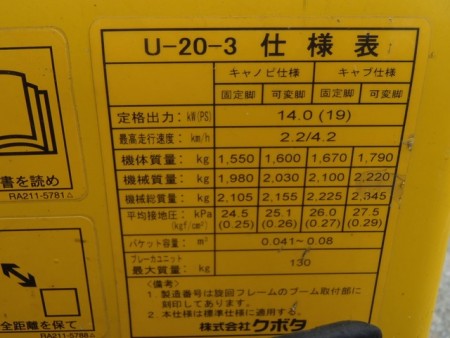 U-20-3 仕様表
キャノピ仕様 キャブ仕様
固定脚 可変脚 固定脚 可変脚
定格出力: kW(PS) 14.0 (19)
最高走行速度: km/h 2.2/4.2
機体質量: kg 1,550 1,600 1,670 1,790
機械質量: kg 1,980 2,030 2,100 2,220
機械総質量: kg 2,105 2,155 2,225 2,345
平均接地圧: kPa 24.5 25.1 26.0 27.5
(kgf/cm²) (0.25) (0.26) (0.27) (0.29)
バケット容量: m³ 0.041~0.08
ブレーカユニット
最大質量: kg 130
〈備考〉
1. 製造番号は旋回フレームのブーム取付部に
刻印してあります。
2. 本仕様は標準仕様に適用する。
株式会社クボタ
書を読め
RA211-5781
全距離を保て
RA211-5788